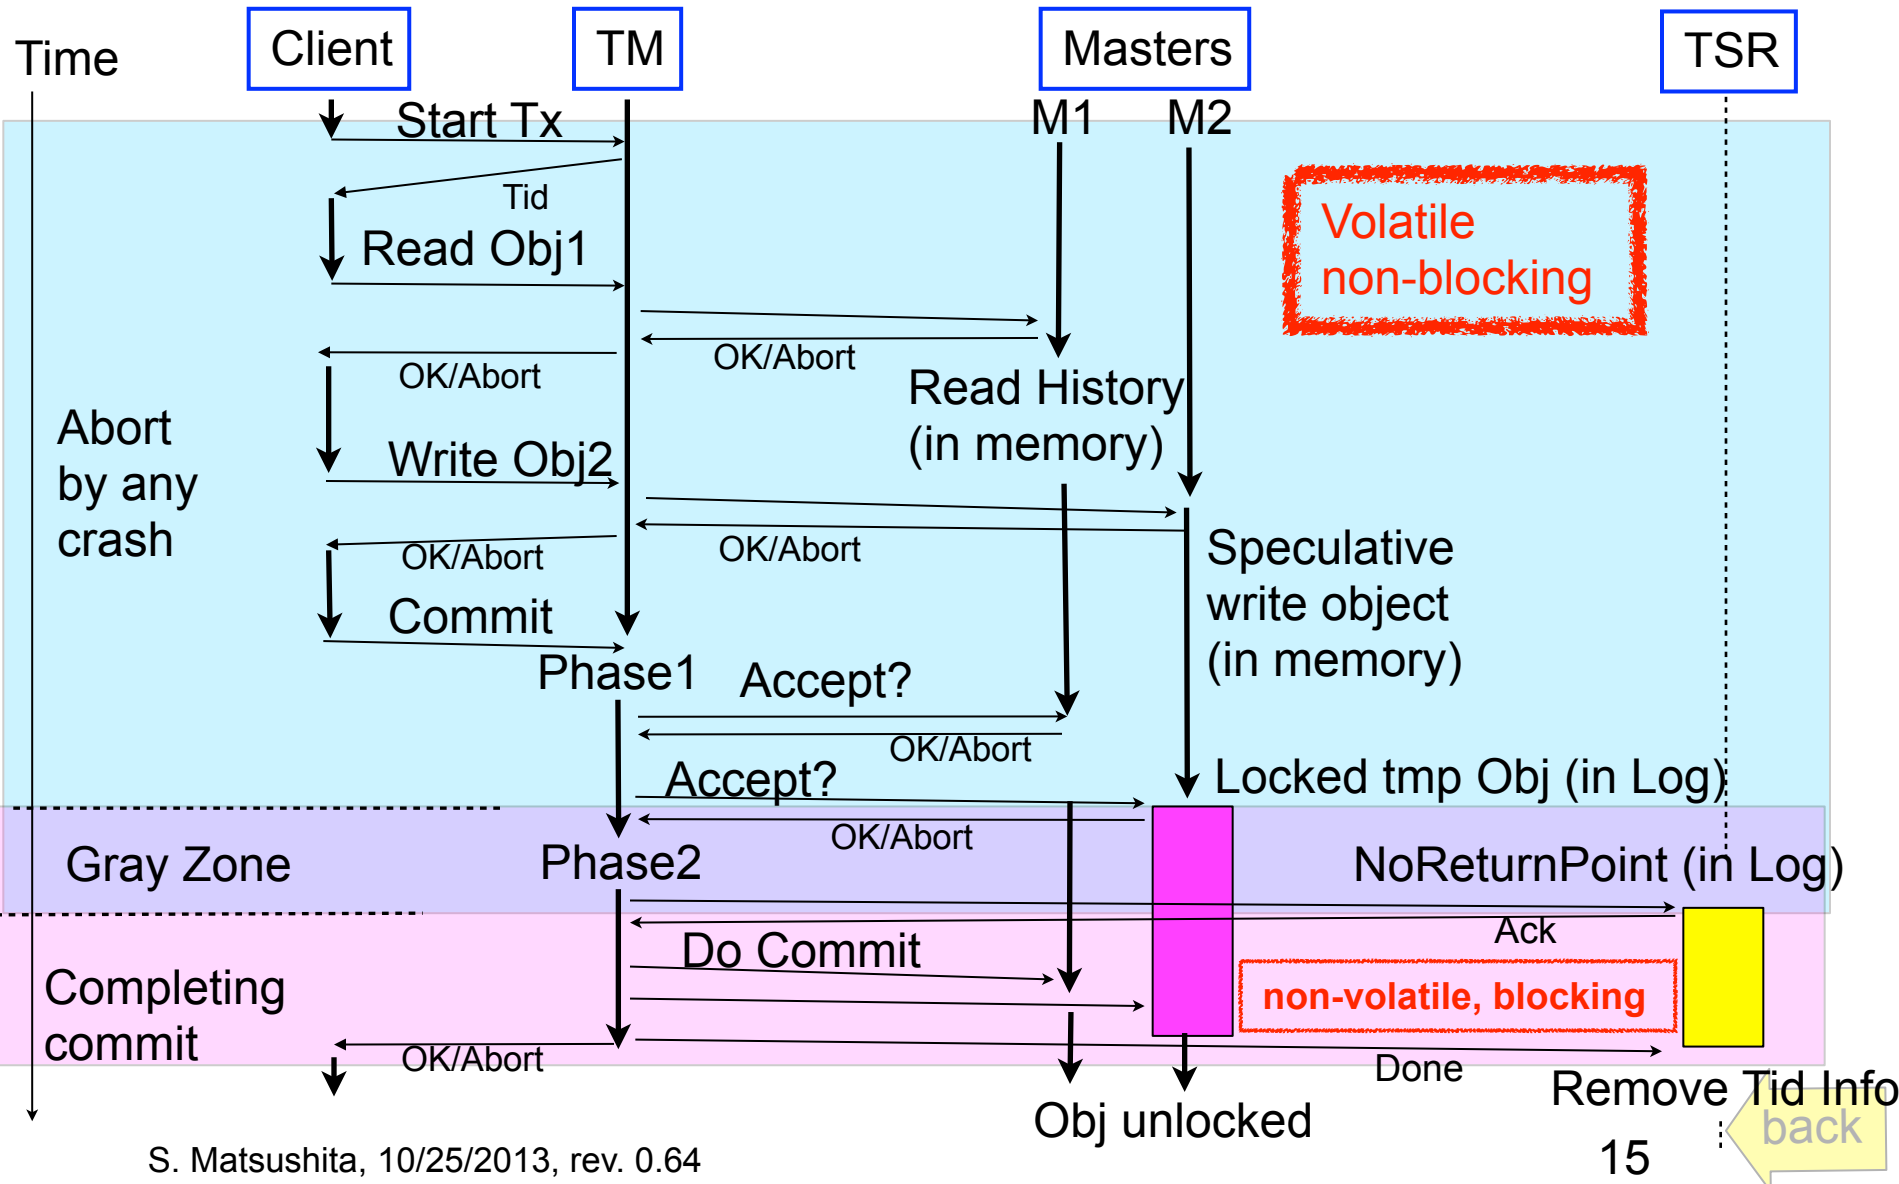 Time
Client
TM
Masters
TSR
M1
M2
Start Tx
Tid
Volatile
non-blocking
Read Obj1
OK/Abort
OK/Abort
Read History
(in memory)
Abort
by any
crash
Write Obj2
OK/Abort
OK/Abort
Speculative
write object
(in memory)
Commit
Phase1
Accept?
OK/Abort
Accept?
Locked tmp Obj (in Log)
OK/Abort
Gray Zone
Phase2
NoReturnPoint (in Log)
Ack
Do Commit
Completing
commit
non-volatile, blocking
OK/Abort
Done
Remove Tid Info
Obj unlocked
back
S. Matsushita, 10/25/2013, rev. 0.64
15